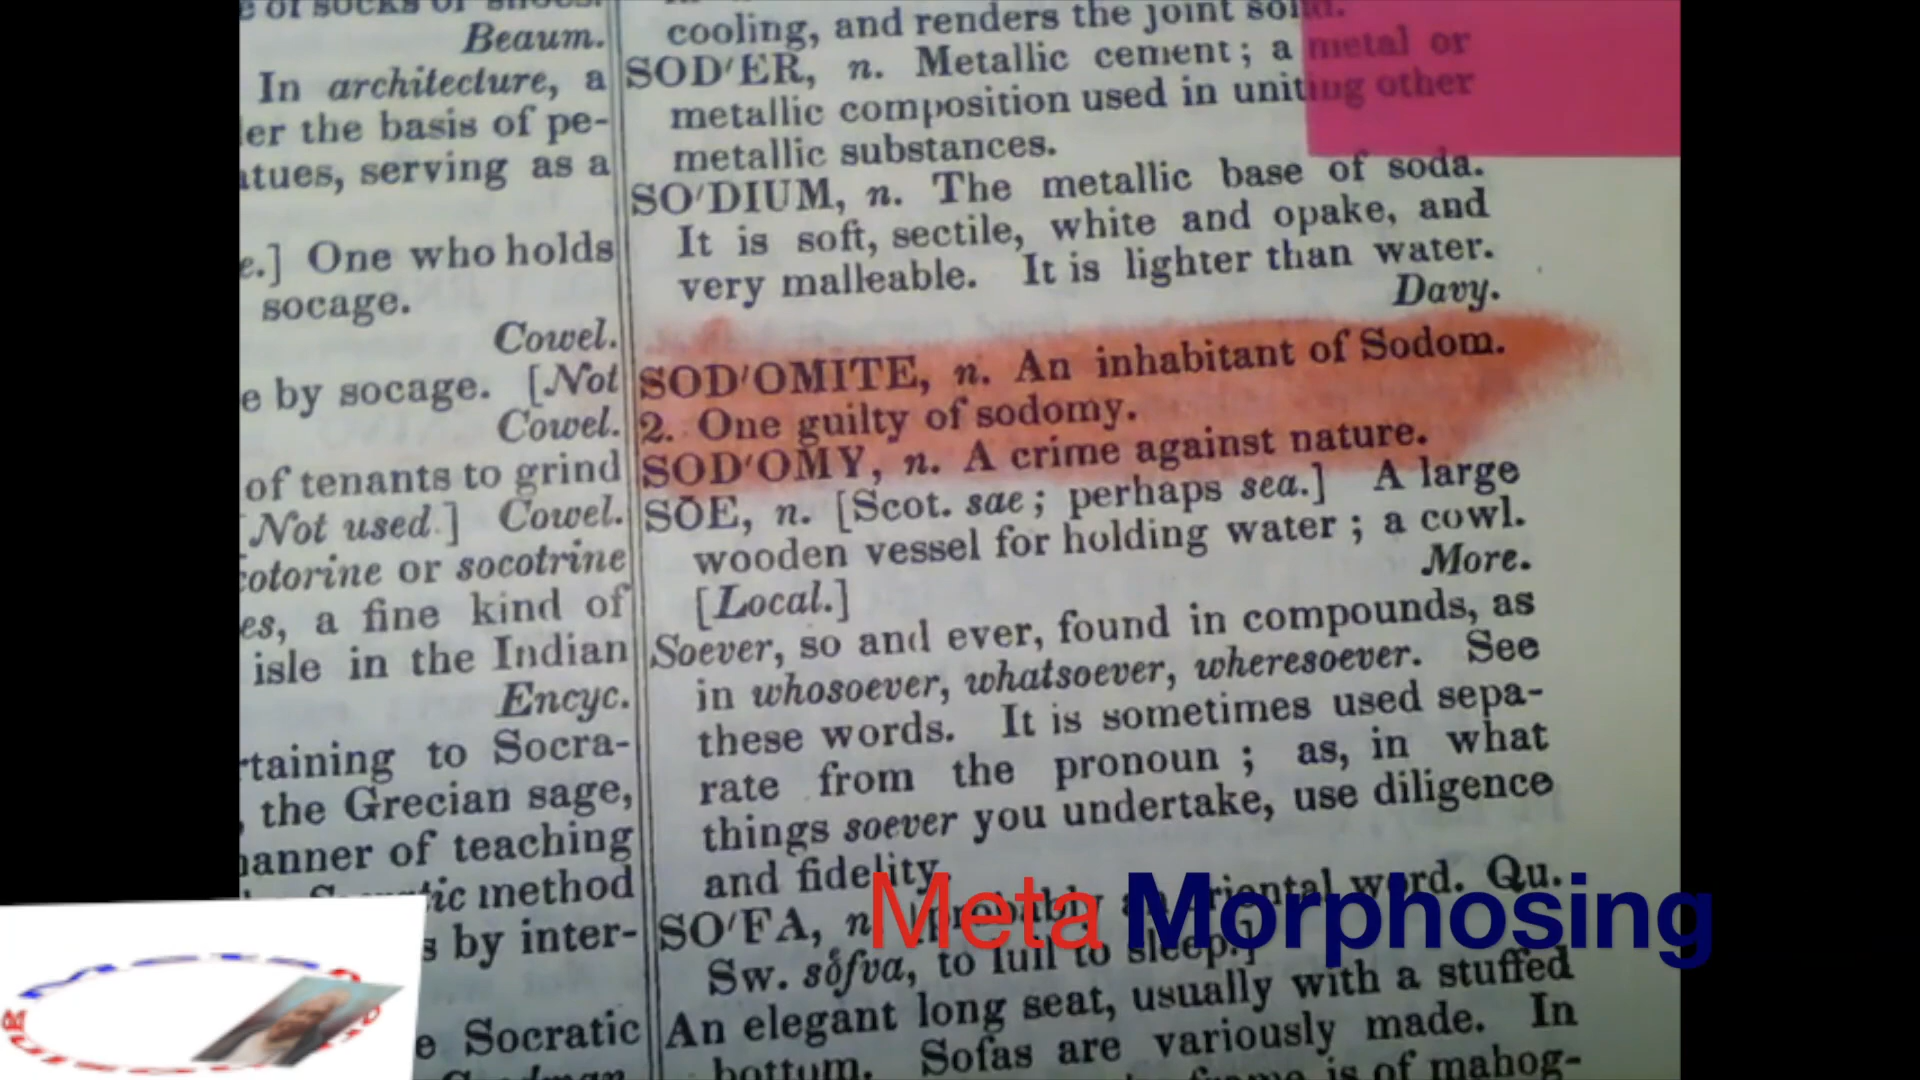 e of socks or shoes.
Beaum.
In architecture, a
er the basis of pe-
atues, serving as a
e.] One who holds
socage.
Cowel.
e by socage. [Not
Cowel.
of tenants to grind
[Not used.] Cowel.
cotorine or socotrine
es, a fine kind of
isle in the Indian
Encyc.
rtaining to Socra-
, the Grecian sage,
anner of teaching
tic method
s by inter-
e Socratic
cooling, and renders the joint solid.
SOD'ER, n. Metallic cement; a metal or
metallic composition used in uniting other
metallic substances.
SO'DIUM, n. The metallic base of soda.
It is soft, sectile, white and opake, and
very malleable. It is lighter than water.
Davy.
SOD'OMITE, n. An inhabitant of Sodom.
2. One guilty of sodomy.
SOD'OMY, n. A crime against nature.
SOE, n. [Scot. sae; perhaps sea.] A large
wooden vessel for holding water; a cowl.
[Local.] More.
Soever, so and ever, found in compounds, as
in whosoever, whatsoever, wheresoever. See
these words. It is sometimes used sepa-
rate from the pronoun; as, in what
things soever you undertake, use diligence
and fidelity.
SO'FA, n. [probably an oriental word. Qu.
Sw. söfva, to lull to sleep.]
An elegant long seat, usually with a stuffed
bottom. Sofas are variously made. In
frame is of mahog-
Meta Morphosing